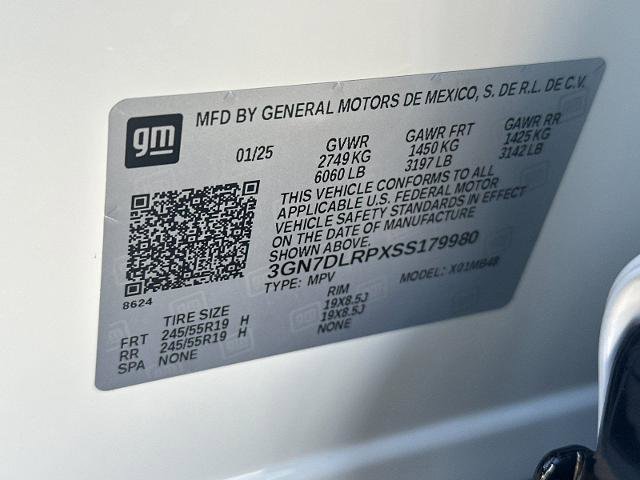 gm
MFD BY GENERAL MOTORS DE MEXICO, S. DE R.L. DE C.V.
01/25 GVWR GAWR FRT GAWR RR
2749 KG 1450 KG 1425 KG
6060 LB 3197 LB 3142 LB
THIS VEHICLE CONFORMS TO ALL
APPLICABLE U.S. FEDERAL MOTOR
VEHICLE SAFETY STANDARDS IN EFFECT
ON THE DATE OF MANUFACTURE
SHOWN ABOVE.
3GN7DLRPXSS179980
TYPE: MPV MODEL: X01MB48
8624
TIRE SIZE RIM
FRT 245/55R19 H 19X8.5J
RR 245/55R19 H 19X8.5J
SPA NONE NONE